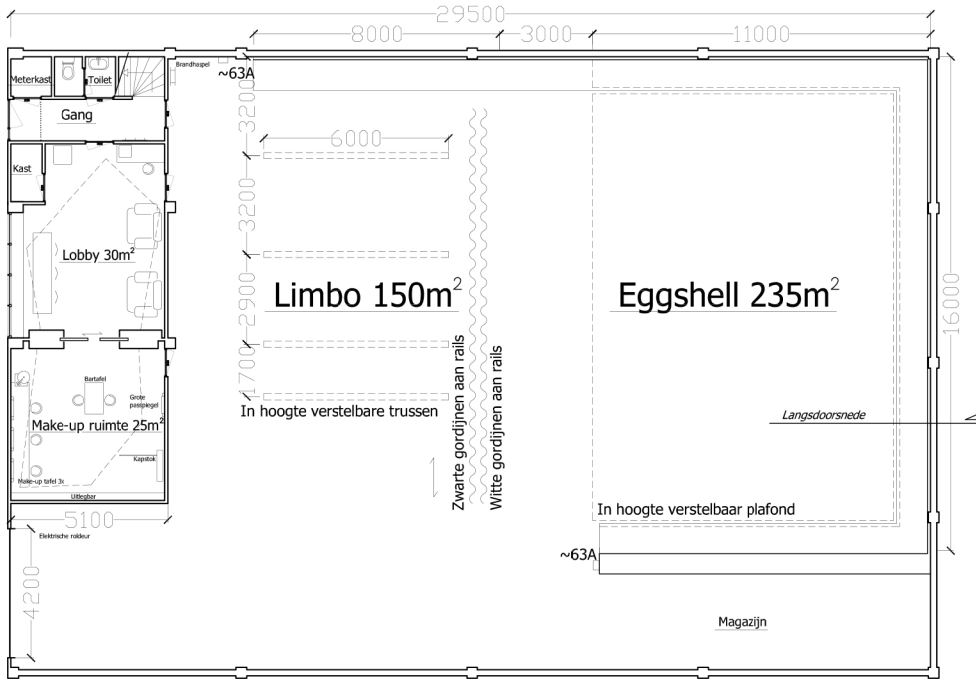 29500
8000
3000
11000
Meterkast
Toilet
Brandhaspel
~63A
Gang
3200
6000
Kast
3200
Lobby 30m²
Limbo 150m²
Eggshell 235m²
2900
16000
Zwarte gordijnen aan rails
Witte gordijnen aan rails
1700
Bartafel
Grote
passpiegel
In hoogte verstelbare trussen
Make-up ruimte 25m²
Langsdoorsnede
Kapstok
Make-up tafel 3x
Uitlegbar
In hoogte verstelbaar plafond
5100
Elektrische roldeur
~63A
4200
Magazijn